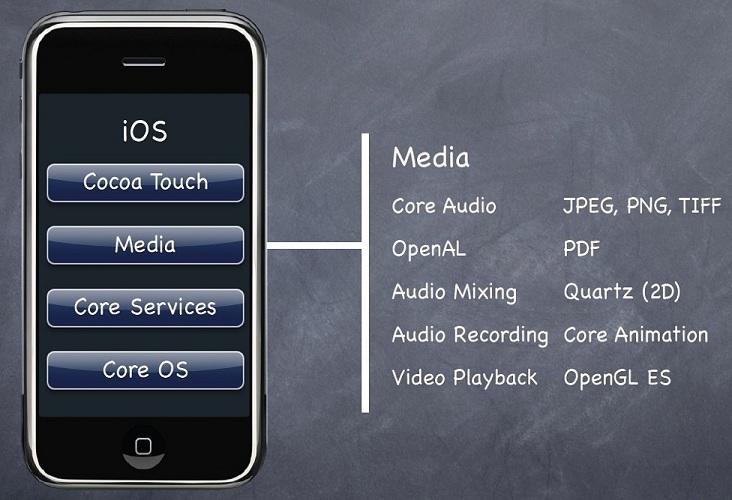 iOS
Cocoa Touch
Media
Core Services
Core OS
Media
Core Audio
OpenAL
Audio Mixing
Audio Recording
Video Playback
JPEG, PNG, TIFF
PDF
Quartz (2D)
Core Animation
OpenGL ES